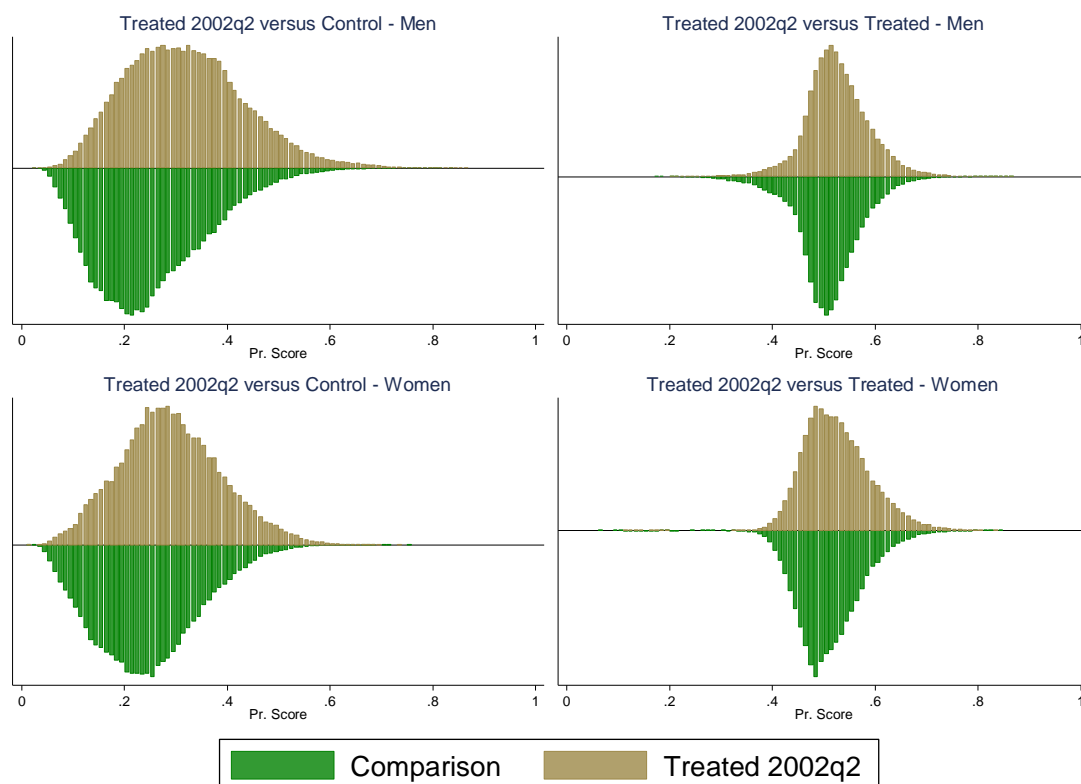 Treated 2002q2 versus Control - Men
0 .2 .4 .6 .8 1
Pr. Score
Treated 2002q2 versus Treated - Men
0 .2 .4 .6 .8 1
Pr. Score
Treated 2002q2 versus Control - Women
0 .2 .4 .6 .8 1
Pr. Score
Treated 2002q2 versus Treated - Women
0 .2 .4 .6 .8 1
Pr. Score
Comparison Treated 2002q2